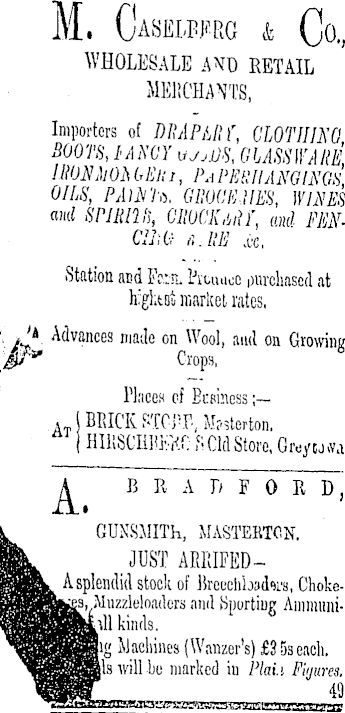 M. CASELBERG & Co.,
WHOLESALE AND RETAIL
MERCHANTS,
Importers of DRAPERY, CLOTHING,
BOOTS, FANCY GOODS, GLASSWARE,
IRONMONGERY, PAPERHANGINGS,
OILS, PAINTS, GROCERIES, WINES
and SPIRITS, CROCKERY, and FEN-
CING WIRE &c.
Station and Farm Produce purchased at
highest market rates.
Advances made on Wool, and on Growing
Crops.
Places of Business:—
AT { BRICK STORE, Masterton.
HIRSCHBERG'S Old Store, Greytown
A. BRADFORD,
GUNSMITH, MASTERTON.
JUST ARRIFED—
A splendid stock of Breechloaders, Choke-
Muzzleloaders and Sporting Ammuni-
all kinds.
Machines (Wanzer's) £3 5s each.
will be marked in Plain Figures.
49